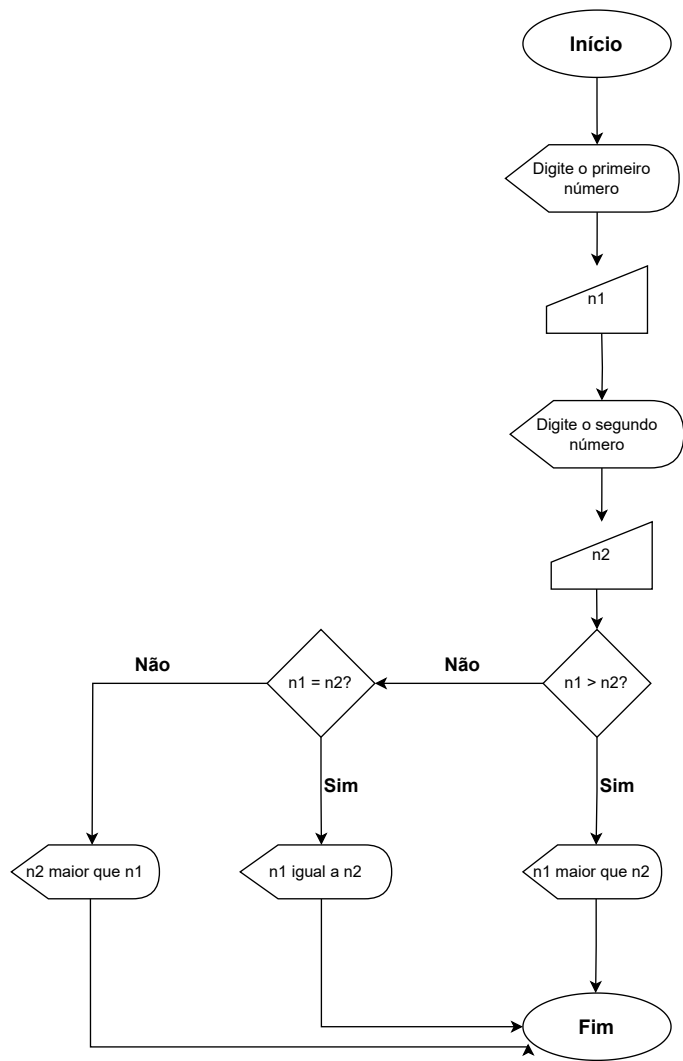 Início
Digite o primeiro
número
n1
Digite o segundo
número
n2
Não
n1 = n2?
Não
n1 > n2?
Sim
Sim
n2 maior que n1
n1 igual a n2
n1 maior que n2
Fim